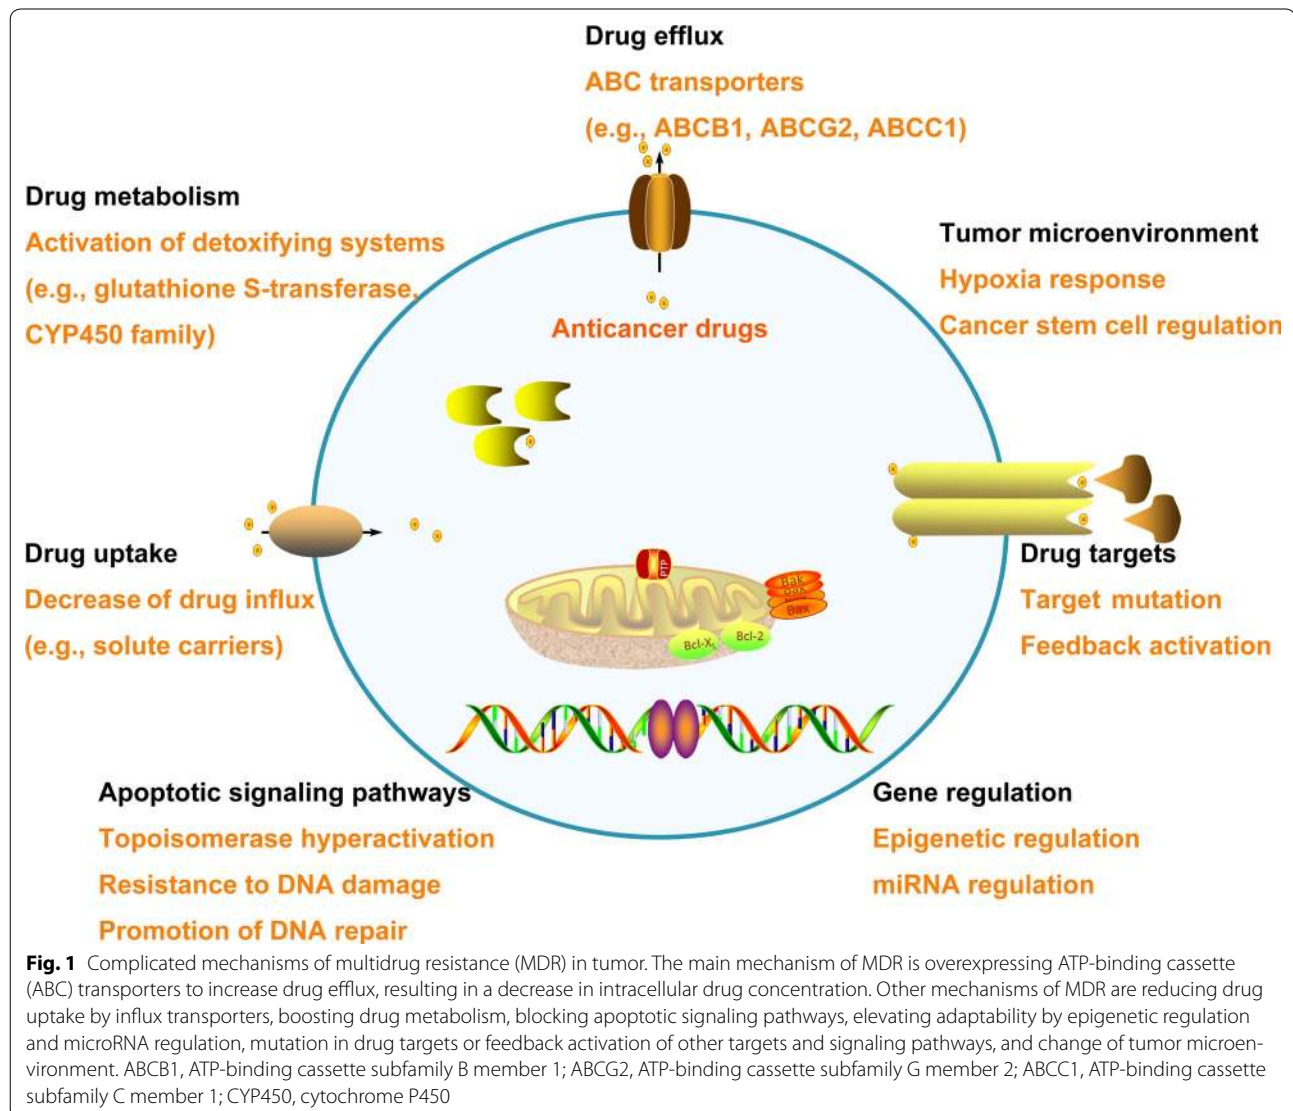 Drug efflux
ABC transporters
(e.g., ABCB1, ABCG2, ABCC1)
Drug metabolism
Activation of detoxifying systems
(e.g., glutathione S-transferase,
CYP450 family)
Tumor microenvironment
Hypoxia response
Cancer stem cell regulation
Anticancer drugs
Drug uptake
Decrease of drug influx
(e.g., solute carriers)
Drug targets
Target mutation
Feedback activation
PTP
Bak
Bax
Bcl-XL
Bcl-2
Apoptotic signaling pathways
Topoisomerase hyperactivation
Resistance to DNA damage
Promotion of DNA repair
Gene regulation
Epigenetic regulation
miRNA regulation
Fig. 1 Complicated mechanisms of multidrug resistance (MDR) in tumor. The main mechanism of MDR is overexpressing ATP-binding cassette
(ABC) transporters to increase drug efflux, resulting in a decrease in intracellular drug concentration. Other mechanisms of MDR are reducing drug
uptake by influx transporters, boosting drug metabolism, blocking apoptotic signaling pathways, elevating adaptability by epigenetic regulation
and microRNA regulation, mutation in drug targets or feedback activation of other targets and signaling pathways, and change of tumor microen-
vironment. ABCB1, ATP-binding cassette subfamily B member 1; ABCG2, ATP-binding cassette subfamily G member 2; ABCC1, ATP-binding cassette
subfamily C member 1; CYP450, cytochrome P450